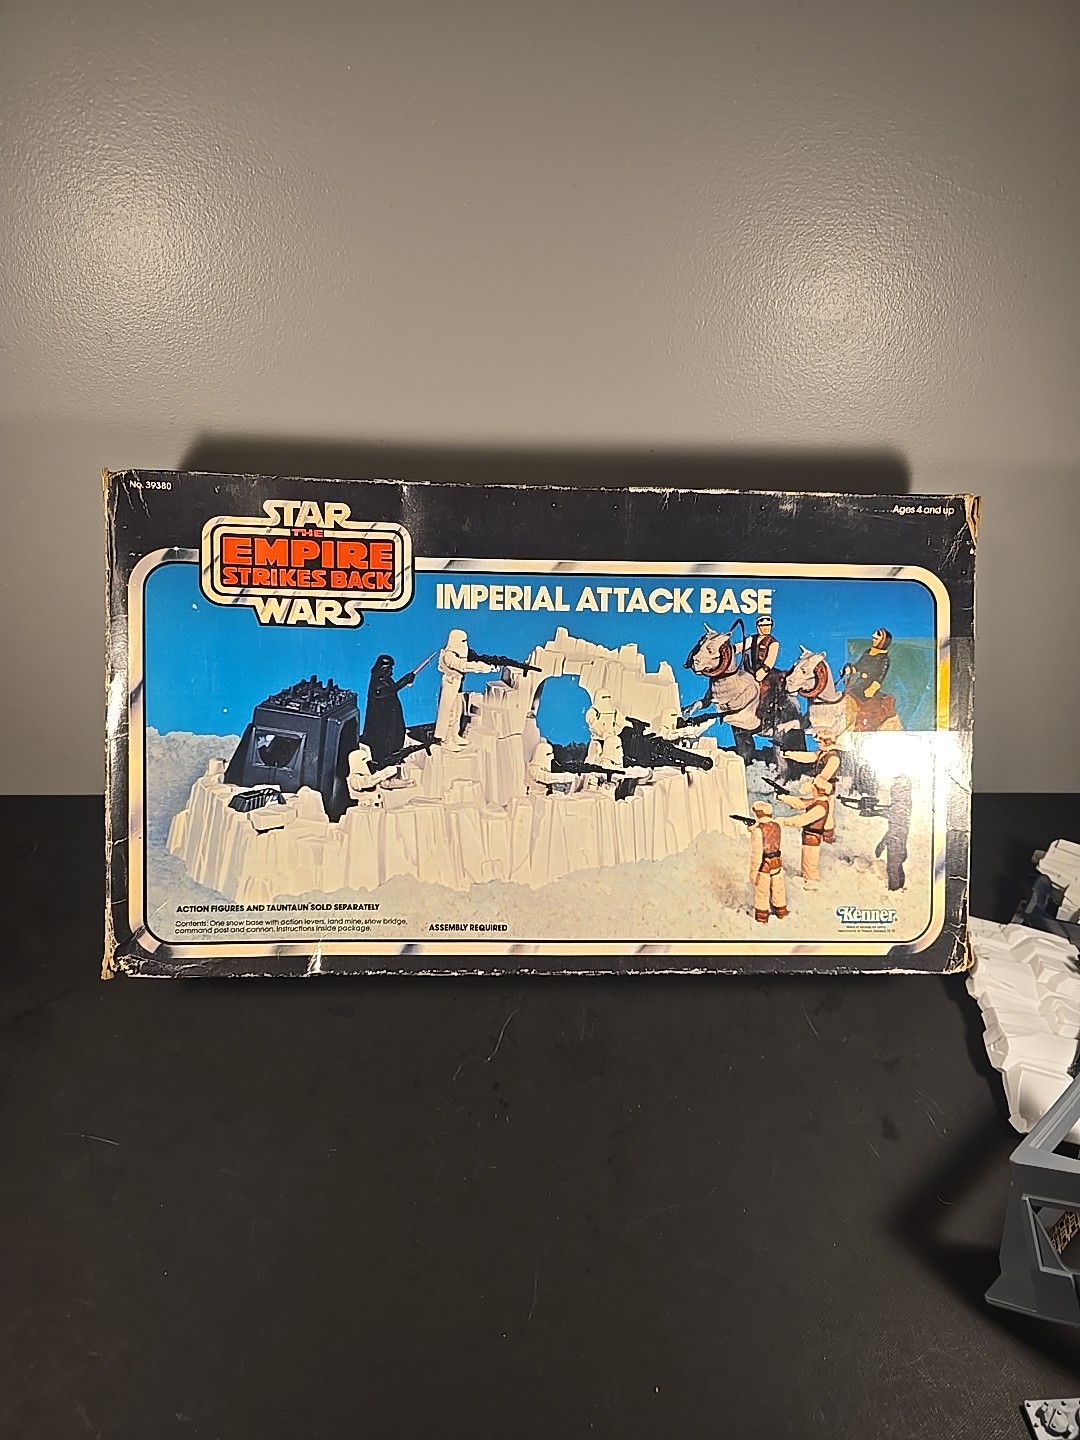 No. 39380
Ages 4 and up
STAR
THE
EMPIRE
STRIKES BACK
WARS
IMPERIAL ATTACK BASE
ACTION FIGURES AND TAUNTAUN SOLD SEPARATELY
Contents: One snow base with action levers, land mine, snow bridge,
command post and cannon. Instructions inside package.
ASSEMBLY REQUIRED
Kenner